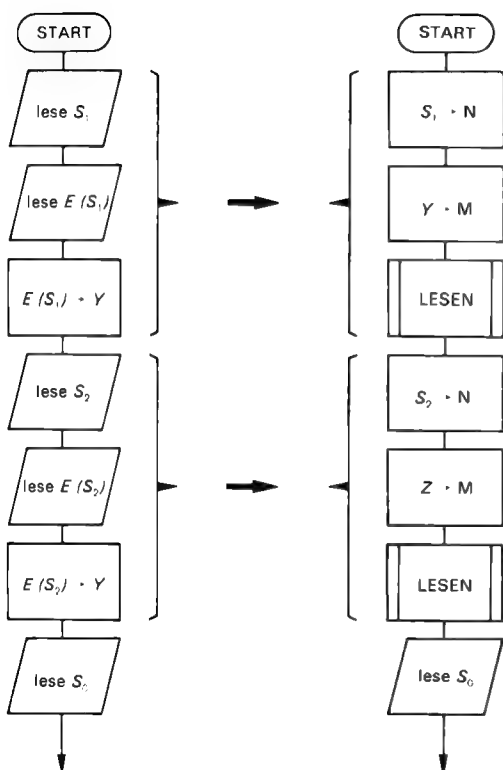 START
lese S₁
lese E (S₁)
E (S₁) → Y
lese S₂
lese E (S₂)
E (S₂) → Y
lese S₀
START
S₁ → N
Y → M
LESEN
S₂ → N
Z → M
LESEN
lese S_G